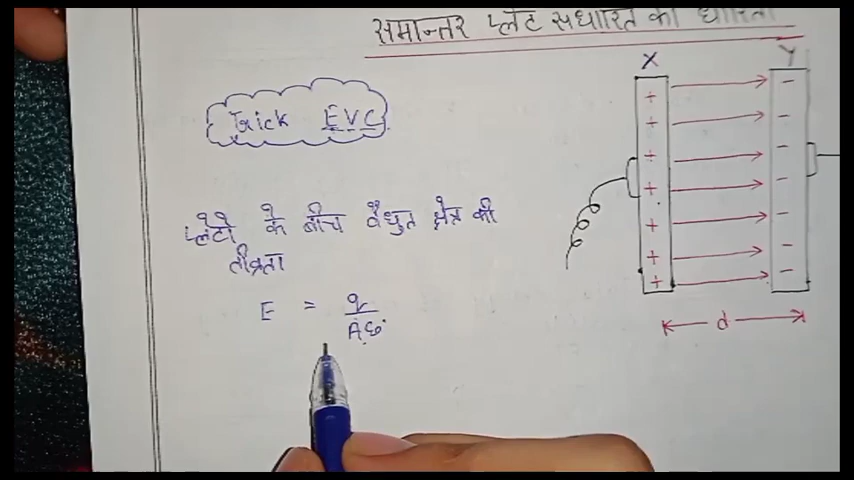 समान्तर प्लेट संधारित्र की धारिता
X Y
Trick EVC
प्लेटो के बीच वैधुत क्षेत्र की
तीव्रता
E = q/Aε₀
d